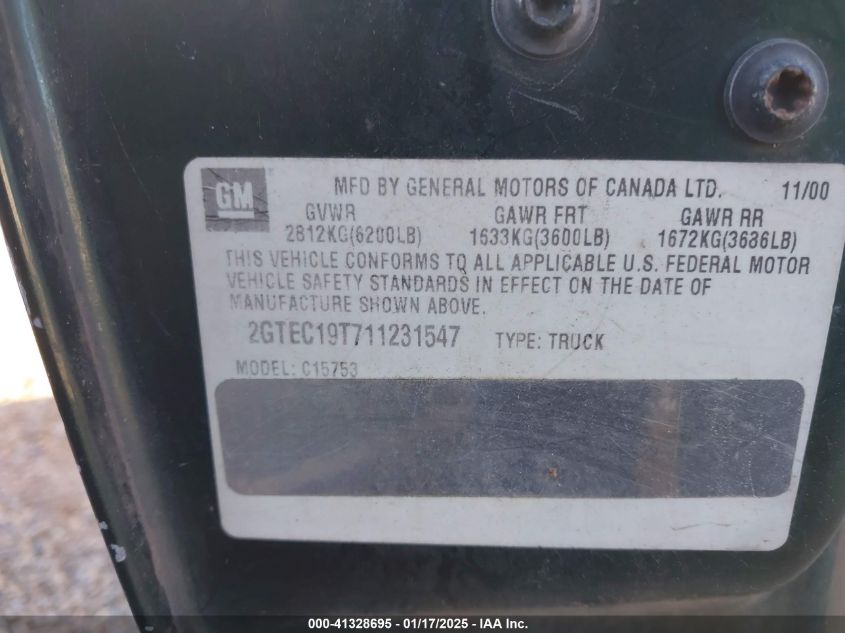 GM
MFD BY GENERAL MOTORS OF CANADA LTD. 11/00
GVWR GAWR FRT GAWR RR
2812KG(6200LB) 1633KG(3600LB) 1672KG(3686LB)
THIS VEHICLE CONFORMS TO ALL APPLICABLE U.S. FEDERAL MOTOR
VEHICLE SAFETY STANDARDS IN EFFECT ON THE DATE OF
MANUFACTURE SHOWN ABOVE.
2GTEC19T711231547 TYPE: TRUCK
MODEL: C15753
000-41328695 - 01/17/2025 - IAA Inc.